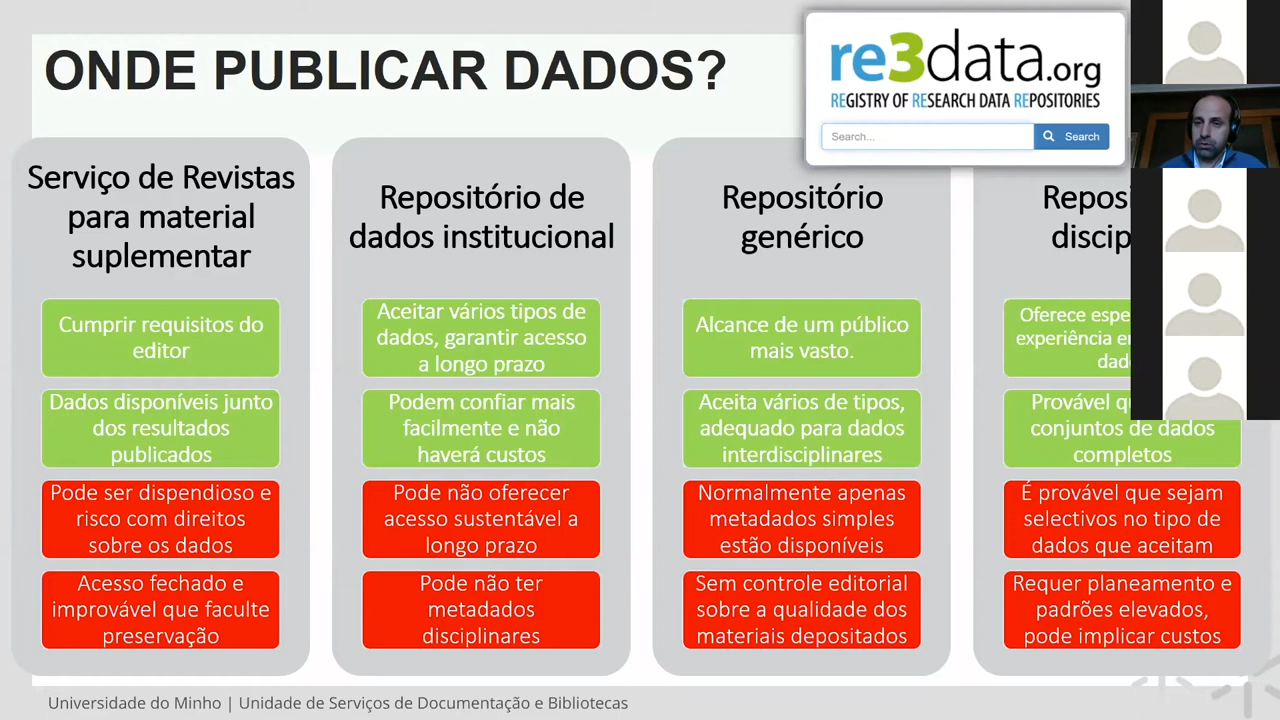 ONDE PUBLICAR DADOS?
re3data.org
REGISTRY OF RESEARCH DATA REPOSITORIES
Search...
Search
Serviço de Revistas
para material
suplementar
Cumprir requisitos do
editor
Dados disponíveis junto
dos resultados
publicados
Pode ser dispendioso e
risco com direitos
sobre os dados
Acesso fechado e
improvável que faculte
preservação
Repositório de
dados institucional
Aceitar vários tipos de
dados, garantir acesso
a longo prazo
Podem confiar mais
facilmente e não
haverá custos
Pode não oferecer
acesso sustentável a
longo prazo
Pode não ter
metadados
disciplinares
Repositório
genérico
Alcance de um público
mais vasto.
Aceita vários de tipos,
adequado para dados
interdisciplinares
Normalmente apenas
metadados simples
estão disponíveis
Sem controle editorial
sobre a qualidade dos
materiais depositados
Oferece
experiência
Provável
conjuntos de dados
completos
É provável que sejam
selectivos no tipo de
dados que aceitam
Requer planeamento e
padrões elevados,
pode implicar custos
Universidade do Minho | Unidade de Serviços de Documentação e Bibliotecas